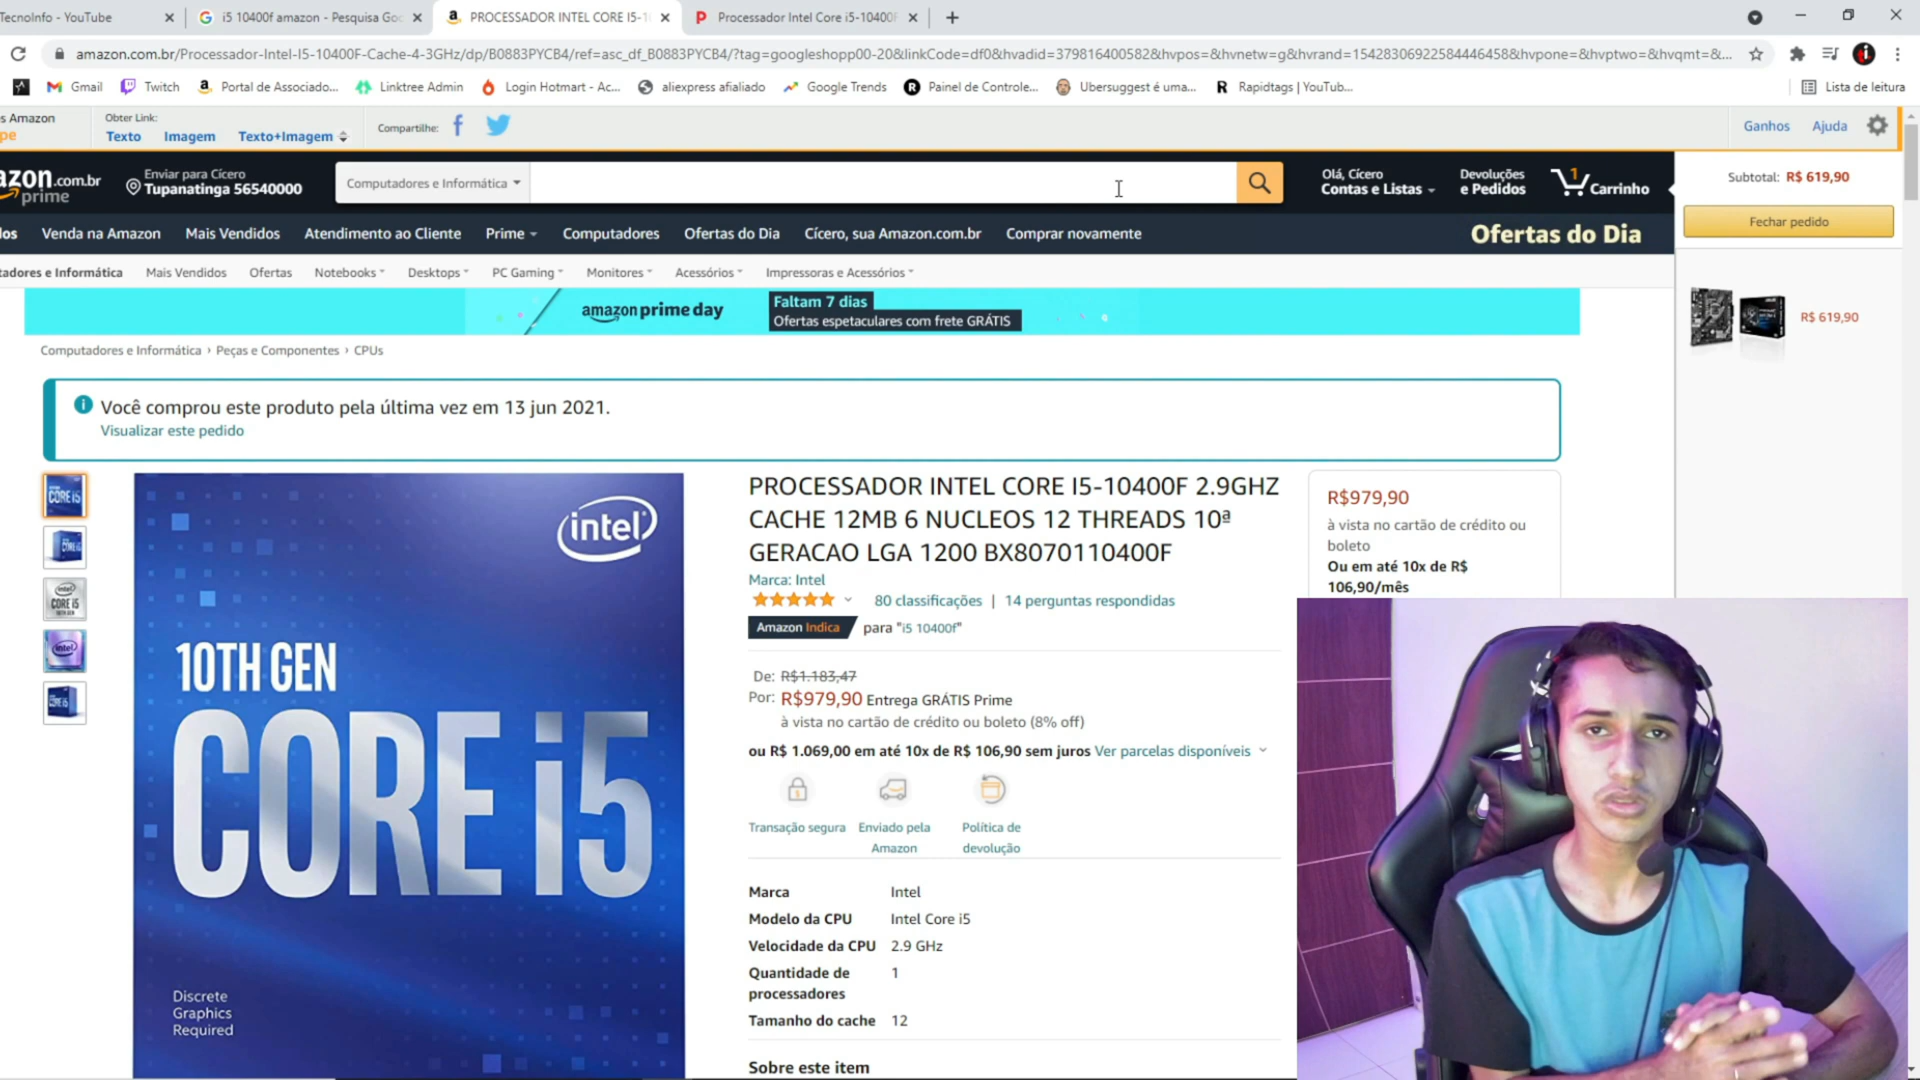 TecnoInfo - YouTube
i5 10400f amazon - Pesquisa Goo
PROCESSADOR INTEL CORE I5-1
Processador Intel Core i5-10400F
amazon.com.br/Processador-Intel-I5-10400F-Cache-4-3GHz/dp/B0883PYCB4/ref=asc_df_B0883PYCB4/?tag=googleshopp00-20&linkCode=df0&hvadid=379816400582&hvpos=&hvnetw=g&hvrand=15428306922584446458&hvpone=&hvptwo=&hvqmt=&...
Gmail
Twitch
Portal de Associado...
Linktree Admin
Login Hotmart - Ac...
aliexpress afialiado
Google Trends
Painel de Controle...
Ubersuggest é uma...
Rapidtags | YouTub...
Lista de leitura
s Amazon
pe
Obter Link:
Texto Imagem Texto+Imagem
Compartilhe:
Ganhos Ajuda
azon.com.br
prime
Enviar para Cícero
Tupanatinga 56540000
Computadores e Informática
Olá, Cícero
Contas e Listas
Devoluções
e Pedidos
1
Carrinho
Subtotal: R$ 619,90
Fechar pedido
R$ 619,90
los Venda na Amazon Mais Vendidos Atendimento ao Cliente Prime Computadores Ofertas do Dia Cícero, sua Amazon.com.br Comprar novamente
Ofertas do Dia
tadores e Informática Mais Vendidos Ofertas Notebooks Desktops PC Gaming Monitores Acessórios Impressoras e Acessórios
amazon prime day
Faltam 7 dias
Ofertas espetaculares com frete GRÁTIS
Computadores e Informática › Peças e Componentes › CPUs
Você comprou este produto pela última vez em 13 jun 2021.
Visualizar este pedido
intel
10TH GEN
CORE i5
Discrete
Graphics
Required
PROCESSADOR INTEL CORE I5-10400F 2.9GHZ
CACHE 12MB 6 NUCLEOS 12 THREADS 10ª
GERACAO LGA 1200 BX8070110400F
Marca: Intel
80 classificações | 14 perguntas respondidas
Amazon Indica para "i5 10400f"
De: R$1.183,47
Por: R$979,90 Entrega GRÁTIS Prime
à vista no cartão de crédito ou boleto (8% off)
ou R$ 1.069,00 em até 10x de R$ 106,90 sem juros Ver parcelas disponíveis
Transação segura
Enviado pela
Amazon
Política de
devolução
Marca Intel
Modelo da CPU Intel Core i5
Velocidade da CPU 2.9 GHz
Quantidade de
processadores
1
Tamanho do cache 12
Sobre este item
R$979,90
à vista no cartão de crédito ou
boleto
Ou em até 10x de R$
106,90/mês